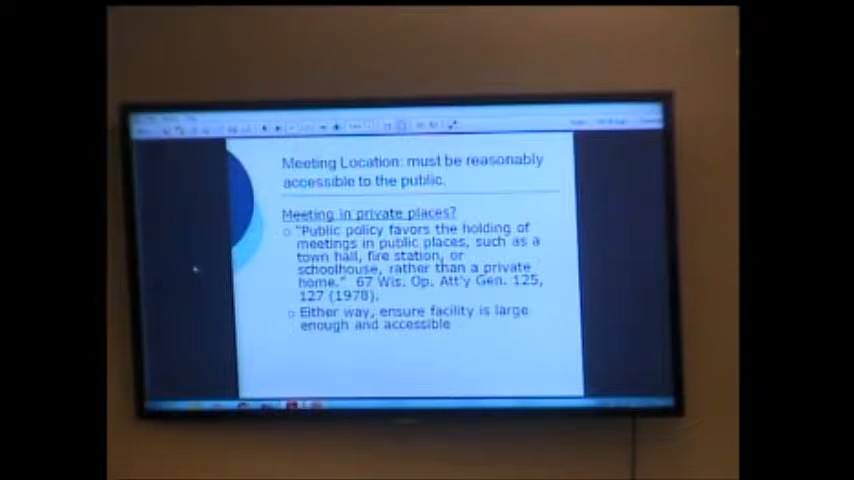 Meeting Location: must be reasonably
accessible to the public.
Meeting in private places?
"Public policy favors the holding of
meetings in public places, such as a
town hall, fire station, or
schoolhouse, rather than a private
home." 67 Wis. Op. Att'y Gen. 125,
127 (1978).
Either way, ensure facility is large
enough and accessible